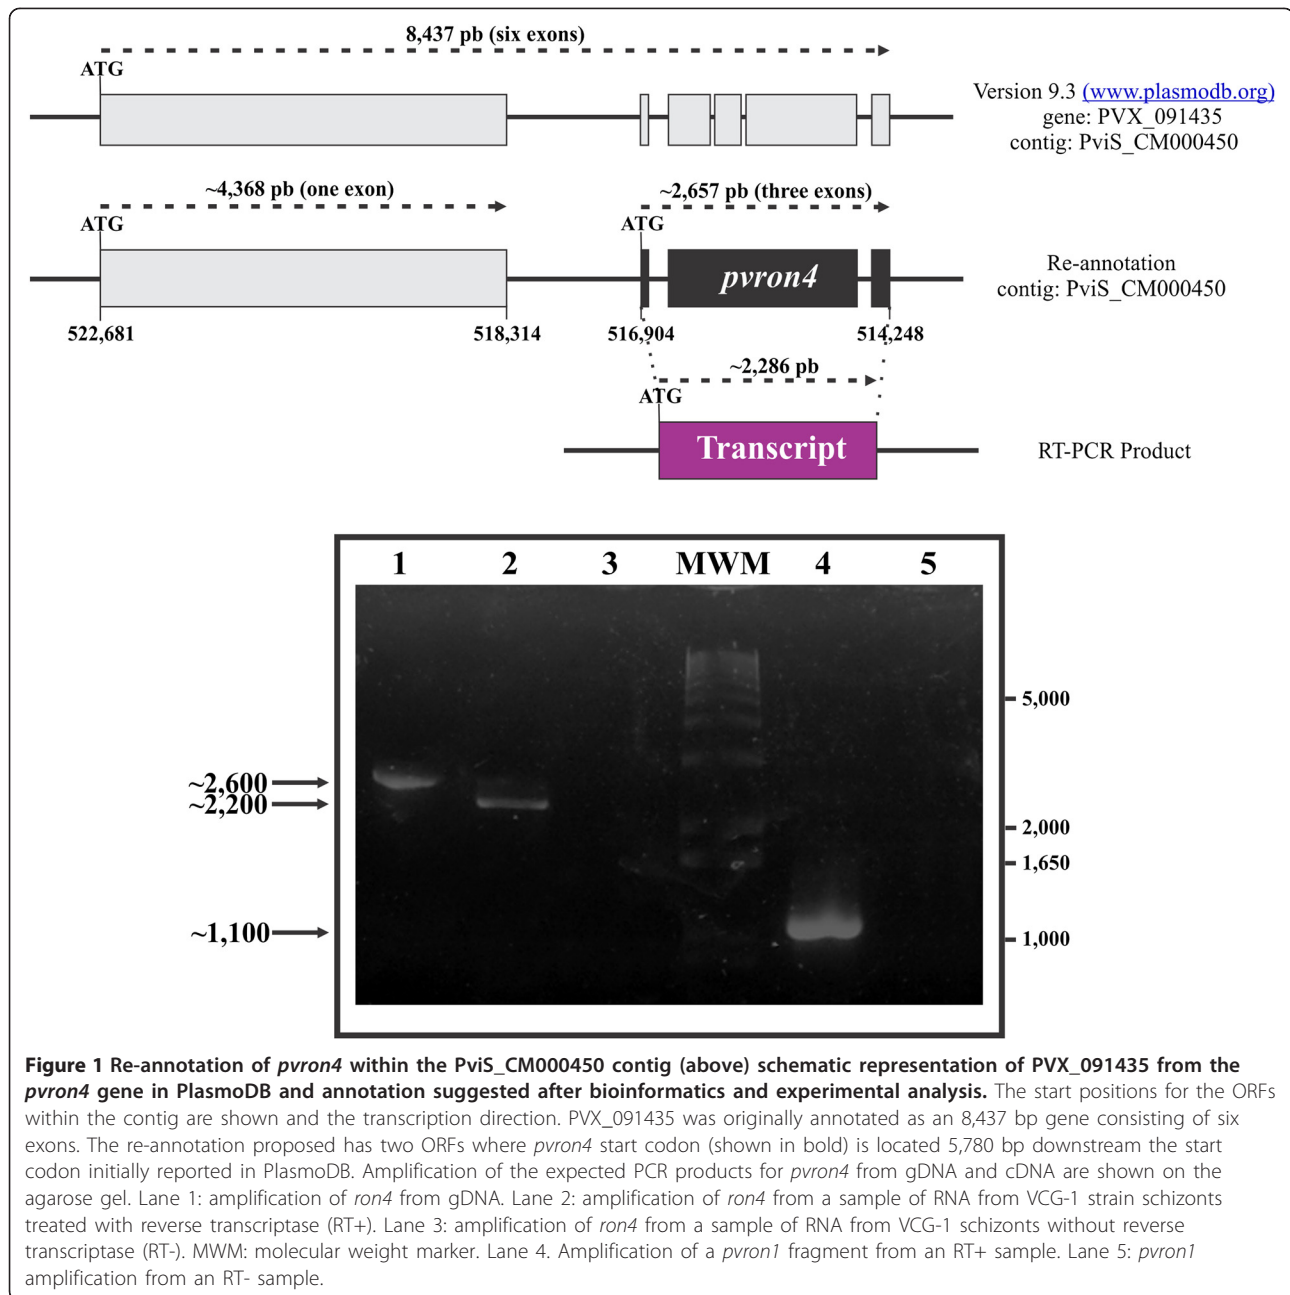 8,437 pb (six exons)
ATG
Version 9.3 (www.plasmodb.org)
gene: PVX_091435
contig: PviS_CM000450
~4,368 pb (one exon)
~2,657 pb (three exons)
ATG
ATG
pvron4
Re-annotation
contig: PviS_CM000450
522,681
518,314
516,904
514,248
~2,286 pb
ATG
Transcript
RT-PCR Product
1 2 3 MWM 4 5
5,000
~2,600
~2,200
2,000
1,650
~1,100
1,000
Figure 1 Re-annotation of pvron4 within the PviS_CM000450 contig (above) schematic representation of PVX_091435 from the
pvron4 gene in PlasmoDB and annotation suggested after bioinformatics and experimental analysis. The start positions for the ORFs
within the contig are shown and the transcription direction. PVX_091435 was originally annotated as an 8,437 bp gene consisting of six
exons. The re-annotation proposed has two ORFs where pvron4 start codon (shown in bold) is located 5,780 bp downstream the start
codon initially reported in PlasmoDB. Amplification of the expected PCR products for pvron4 from gDNA and cDNA are shown on the
agarose gel. Lane 1: amplification of ron4 from gDNA. Lane 2: amplification of ron4 from a sample of RNA from VCG-1 strain schizonts
treated with reverse transcriptase (RT+). Lane 3: amplification of ron4 from a sample of RNA from VCG-1 schizonts without reverse
transcriptase (RT-). MWM: molecular weight marker. Lane 4. Amplification of a pvron1 fragment from an RT+ sample. Lane 5: pvron1
amplification from an RT- sample.